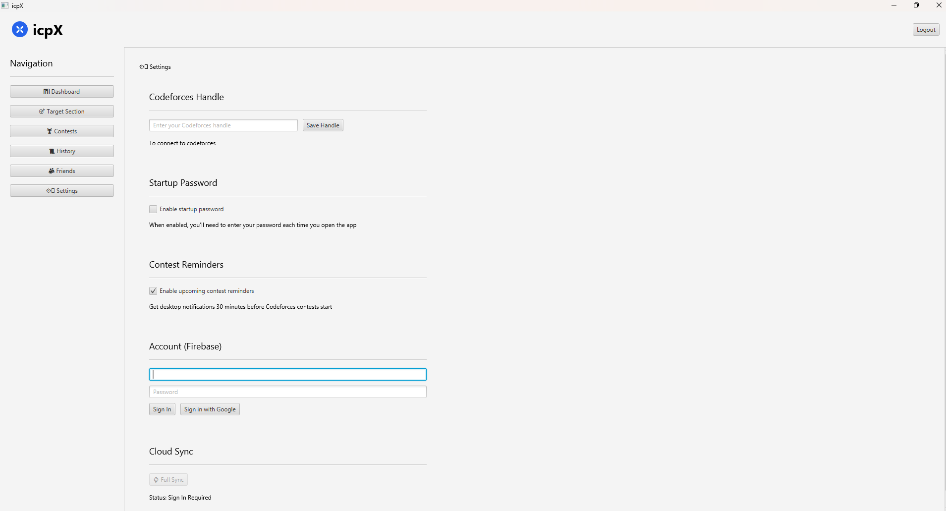 icpX
icpX
Logout
Navigation
Dashboard
Target Section
Contests
History
Friends
Settings
Settings
Codeforces Handle
Enter your Codeforces handle
Save Handle
To connect to codeforces
Startup Password
Enable startup password
When enabled, you'll need to enter your password each time you open the app
Contest Reminders
Enable upcoming contest reminders
Get desktop notifications 30 minutes before Codeforces contests start
Account (Firebase)
Password
Sign In
Sign in with Google
Cloud Sync
Full Sync
Status: Sign In Required